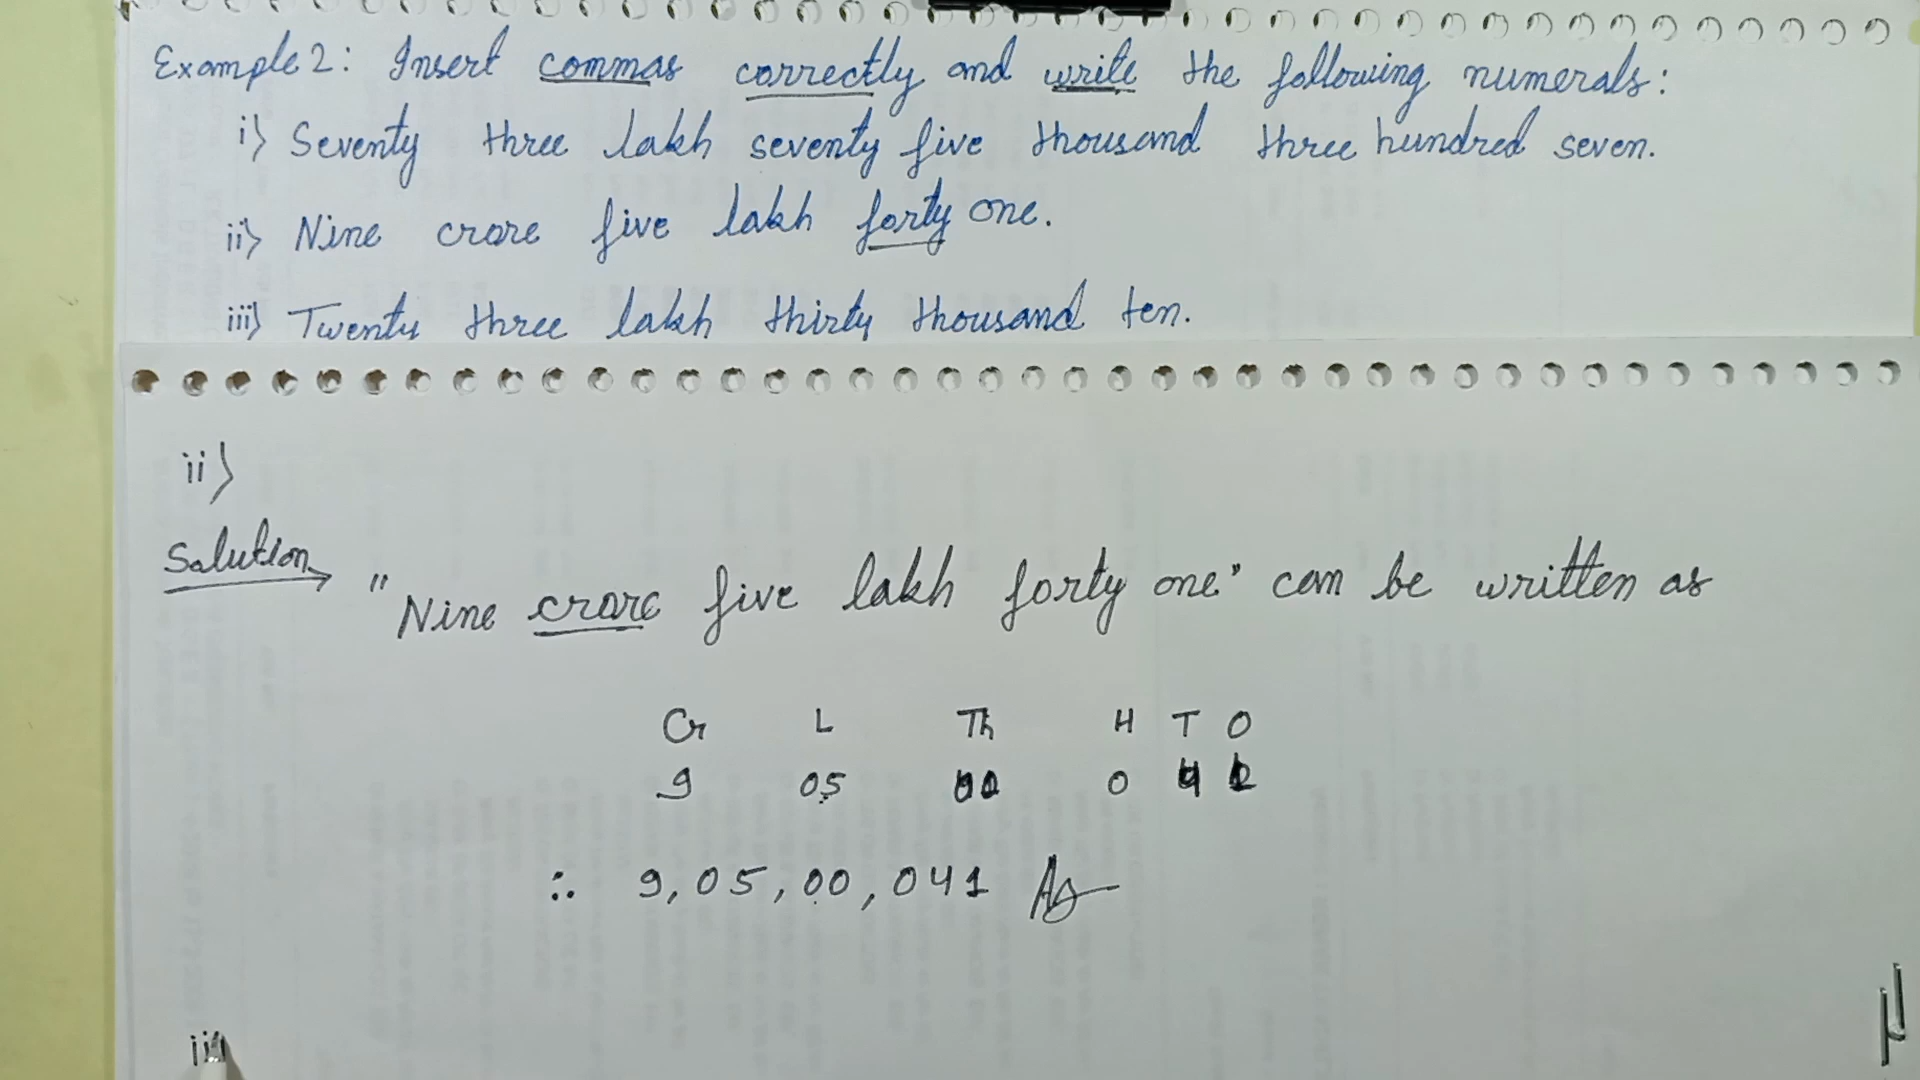 Example 2: Insert commas correctly and write the following numerals:
i) Seventy three lakh seventy five thousand three hundred seven.
ii) Nine crore five lakh forty one.
iii) Twenty three lakh thirty thousand ten.
ii)
Solution → "Nine crore five lakh forty one" can be written as
Cr L Th H T O
9 05 00 0 4 1
∴ 9,05,00,041 Ans
iii